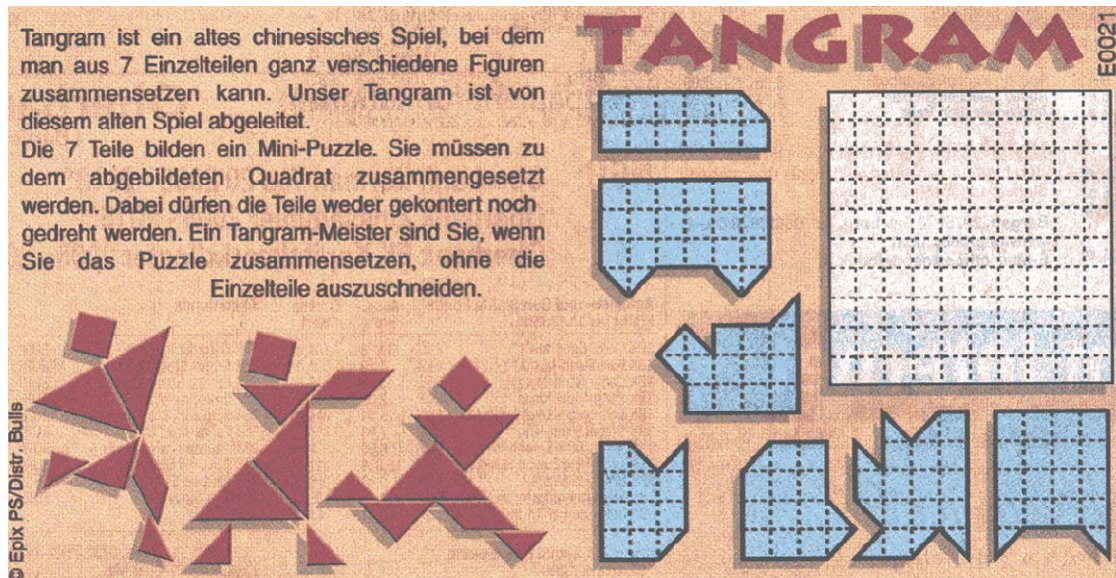 Tangram ist ein altes chinesisches Spiel, bei dem
man aus 7 Einzelteilen ganz verschiedene Figuren
zusammensetzen kann. Unser Tangram ist von
diesem alten Spiel abgeleitet.
Die 7 Teile bilden ein Mini-Puzzle. Sie müssen zu
dem abgebildeten Quadrat zusammengesetzt
werden. Dabei dürfen die Teile weder gekontert noch
gedreht werden. Ein Tangram-Meister sind Sie, wenn
Sie das Puzzle zusammensetzen, ohne die
Einzelteile auszuschneiden.
TANGRAM
E0021
© Epix PS/Distr. Bulls